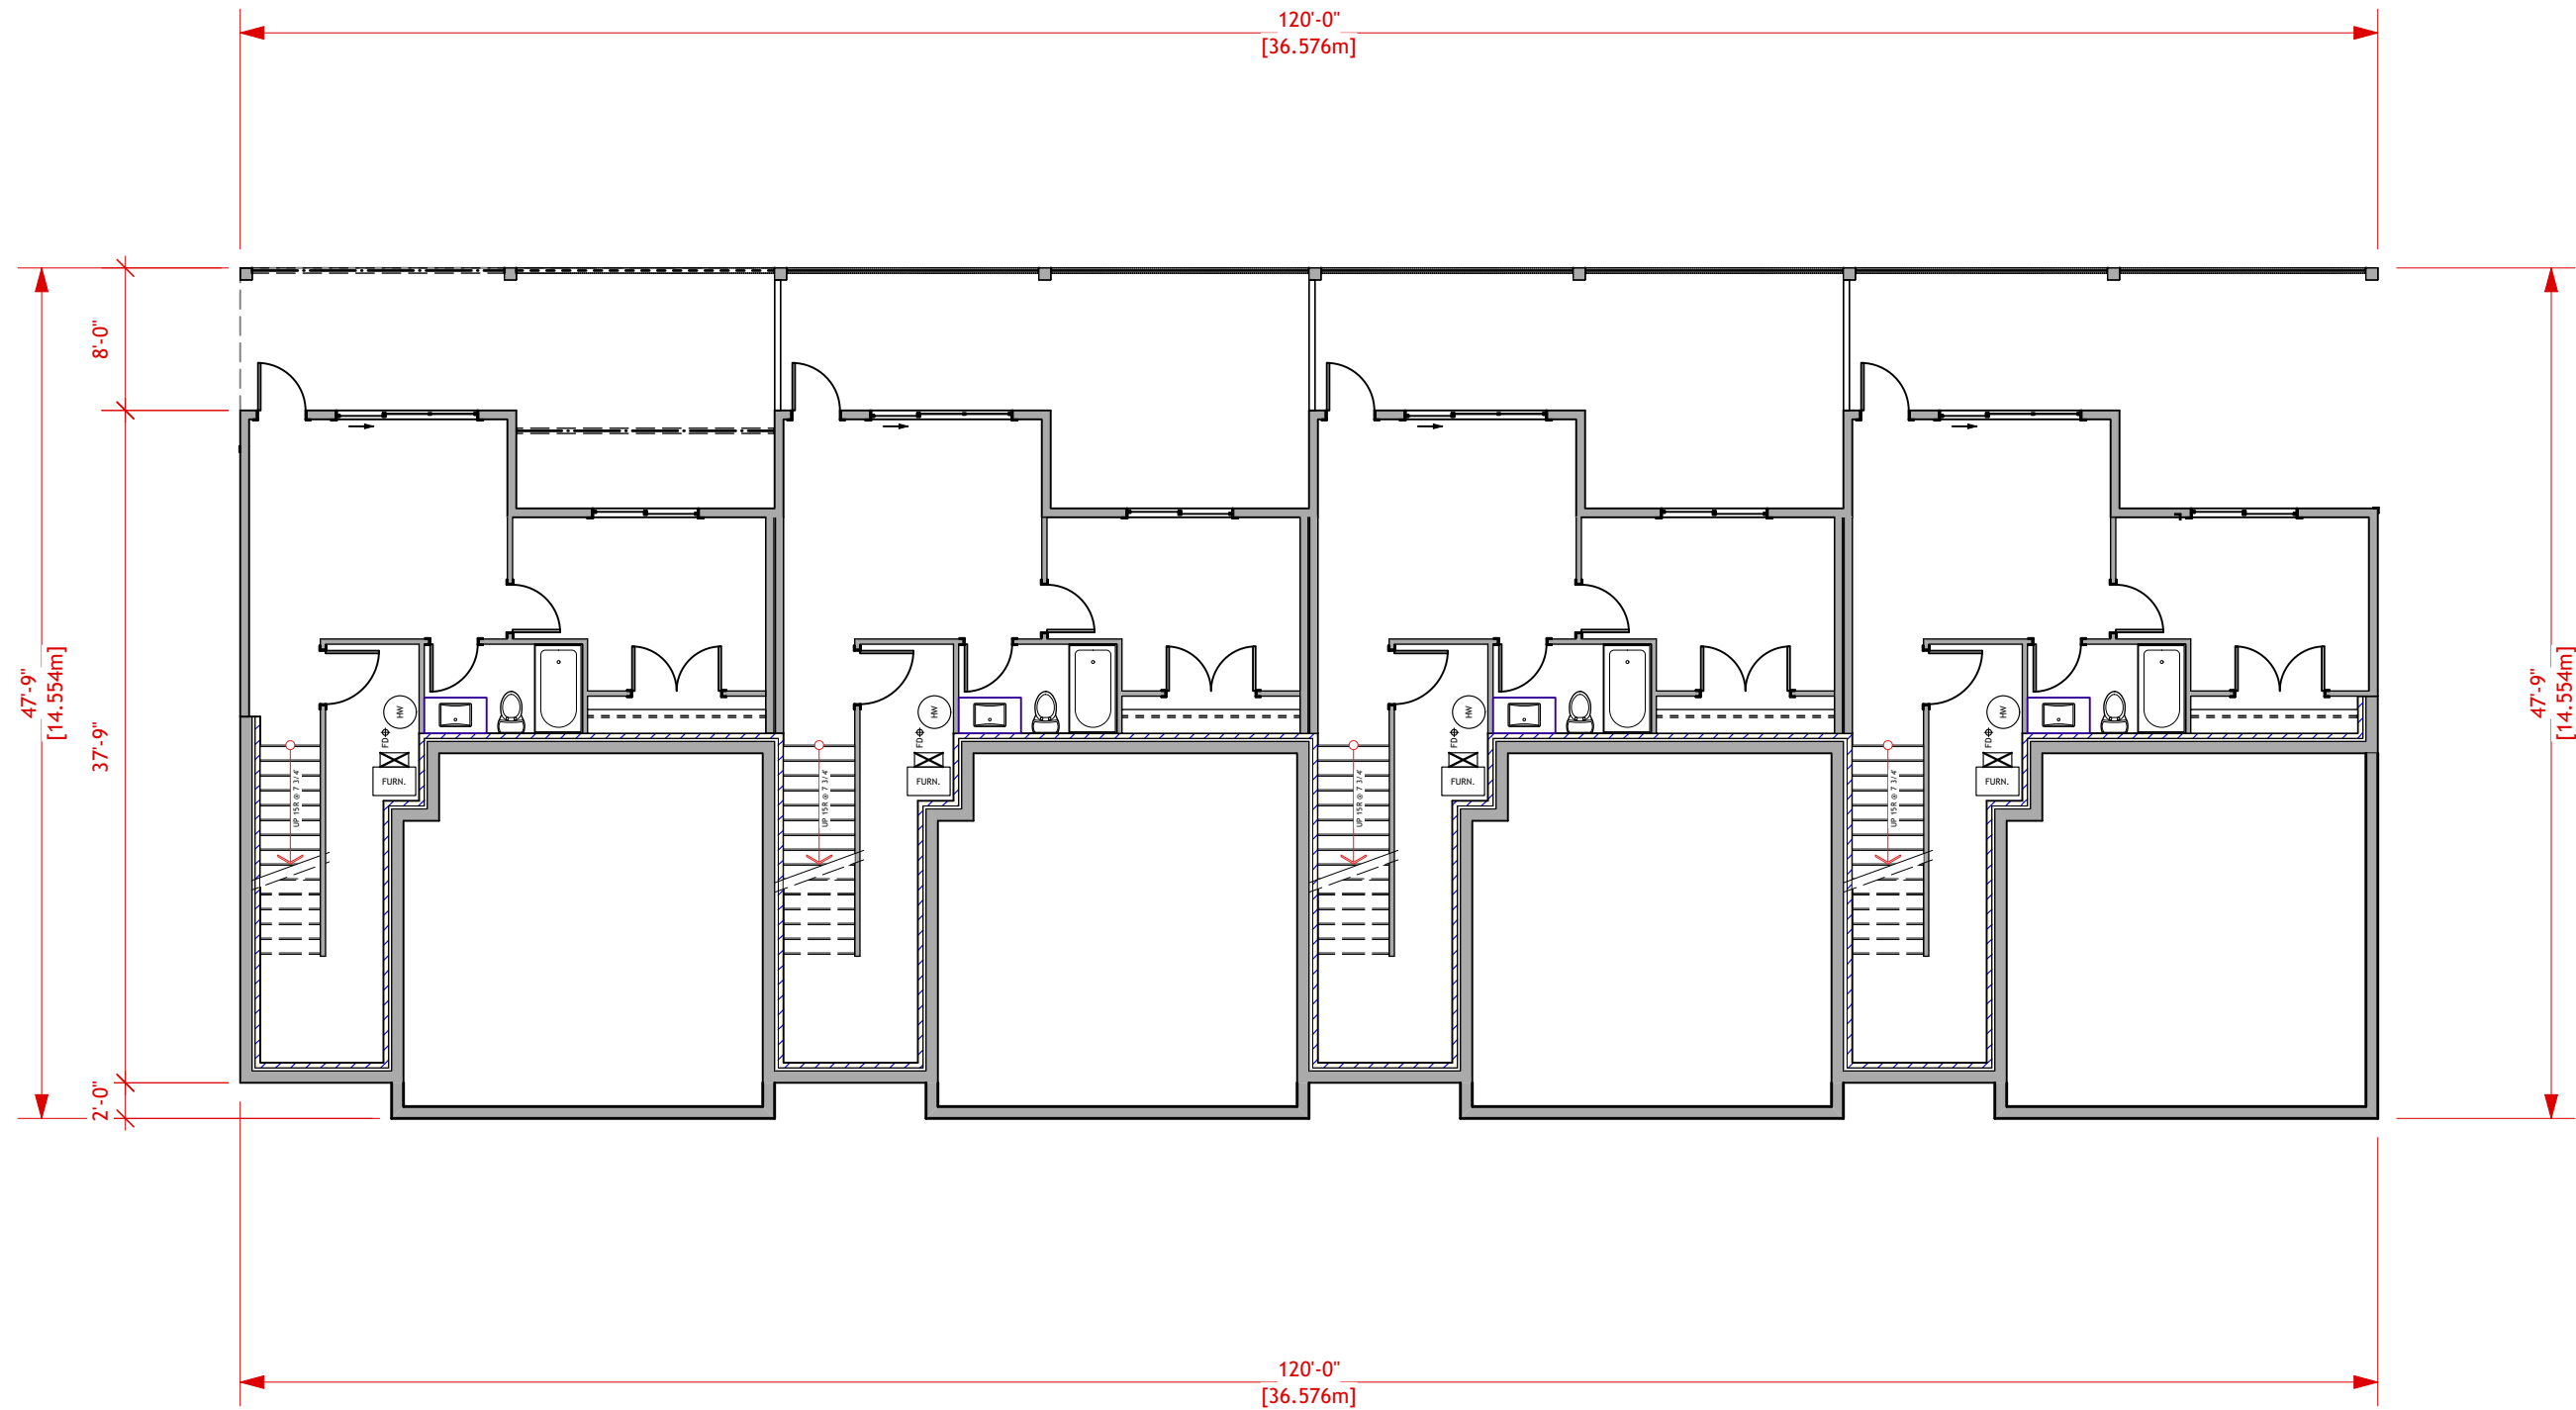 120'-0"
[36.576m]
8'-0"
47'-9"
[14.554m]
37'-9"
2'-0"
47'-9"
[14.554m]
HW
HW
HW
HW
FD
FD
FD
FD
FURN.
FURN.
FURN.
FURN.
UP 15R @ 7 3/4"
UP 15R @ 7 3/4"
UP 15R @ 7 3/4"
UP 15R @ 7 3/4"
120'-0"
[36.576m]